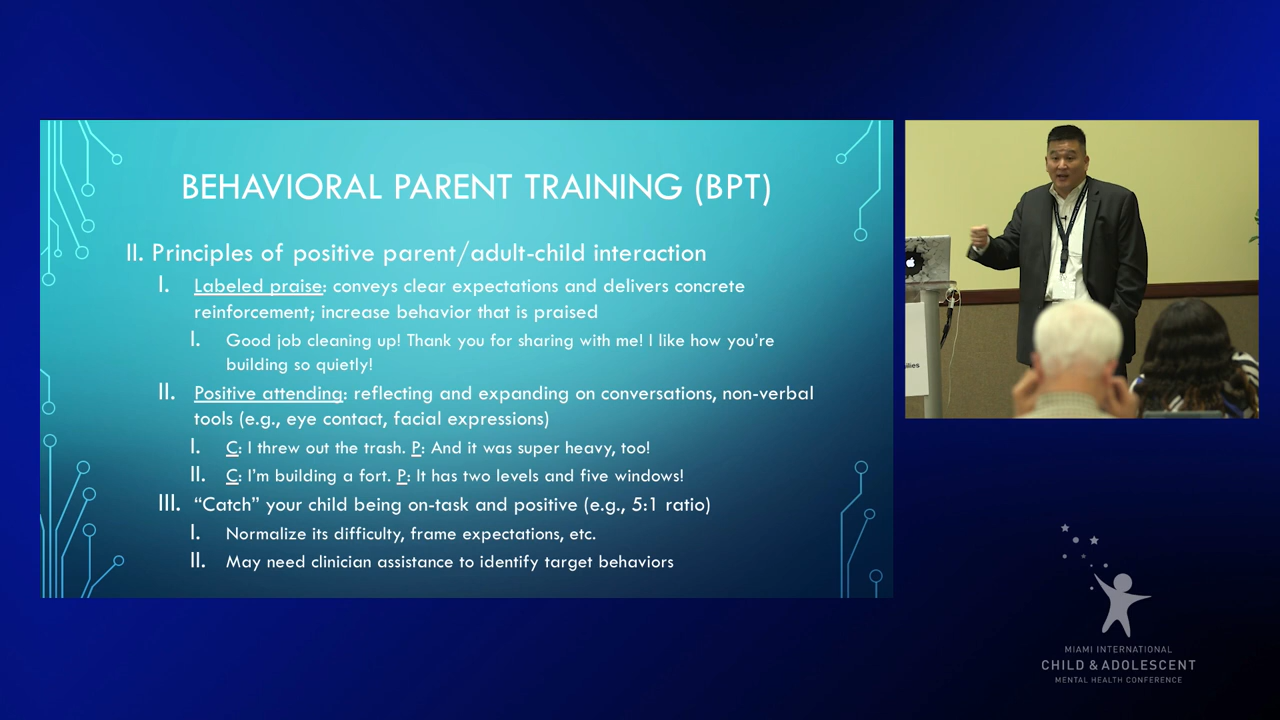 BEHAVIORAL PARENT TRAINING (BPT)
II. Principles of positive parent/adult-child interaction
I. Labeled praise: conveys clear expectations and delivers concrete
reinforcement; increase behavior that is praised
I. Good job cleaning up! Thank you for sharing with me! I like how you're
building so quietly!
II. Positive attending: reflecting and expanding on conversations, non-verbal
tools (e.g., eye contact, facial expressions)
I. C: I threw out the trash. P: And it was super heavy, too!
II. C: I'm building a fort. P: It has two levels and five windows!
III. “Catch” your child being on-task and positive (e.g., 5:1 ratio)
I. Normalize its difficulty, frame expectations, etc.
II. May need clinician assistance to identify target behaviors
MIAMI INTERNATIONAL
CHILD & ADOLESCENT
MENTAL HEALTH CONFERENCE